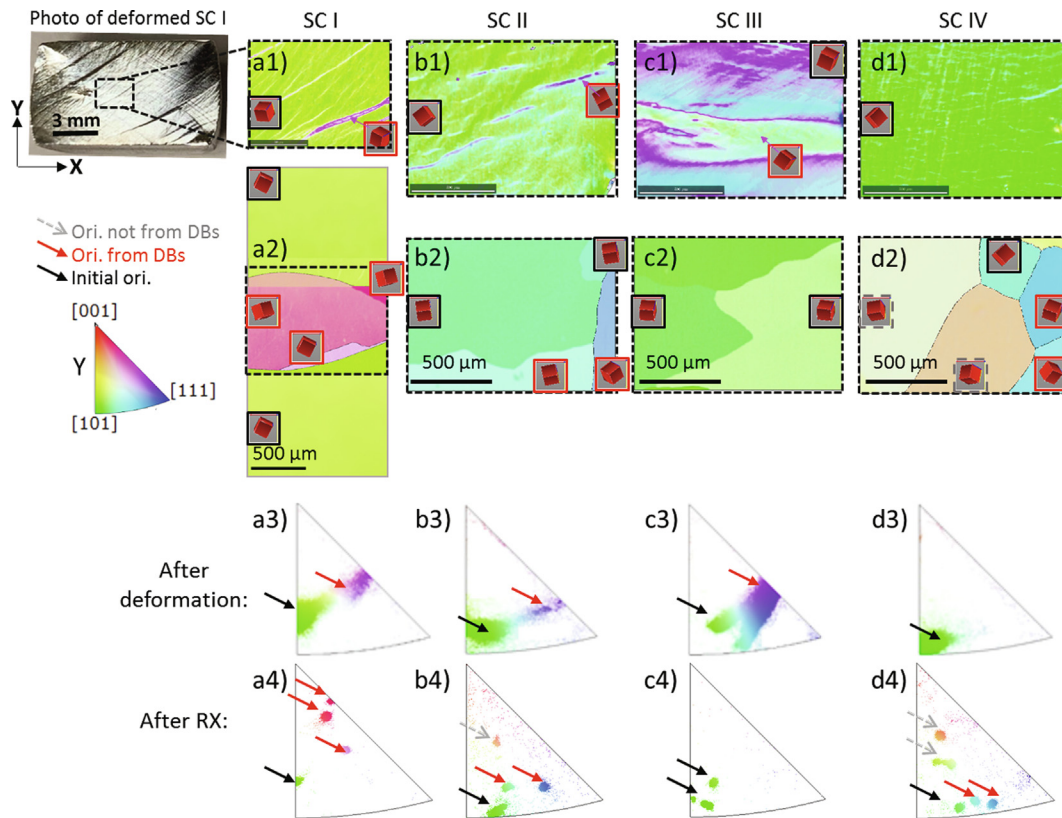 Photo of deformed SC I
SC I
SC II
SC III
SC IV
a1)
b1)
c1)
d1)
Y
3 mm
X
Ori. not from DBs
Ori. from DBs
Initial ori.
a2)
b2)
c2)
d2)
[001]
Y
[111]
[101]
500 µm
500 µm
500 µm
500 µm
a3)
b3)
c3)
d3)
After
deformation:
a4)
b4)
c4)
d4)
After RX: